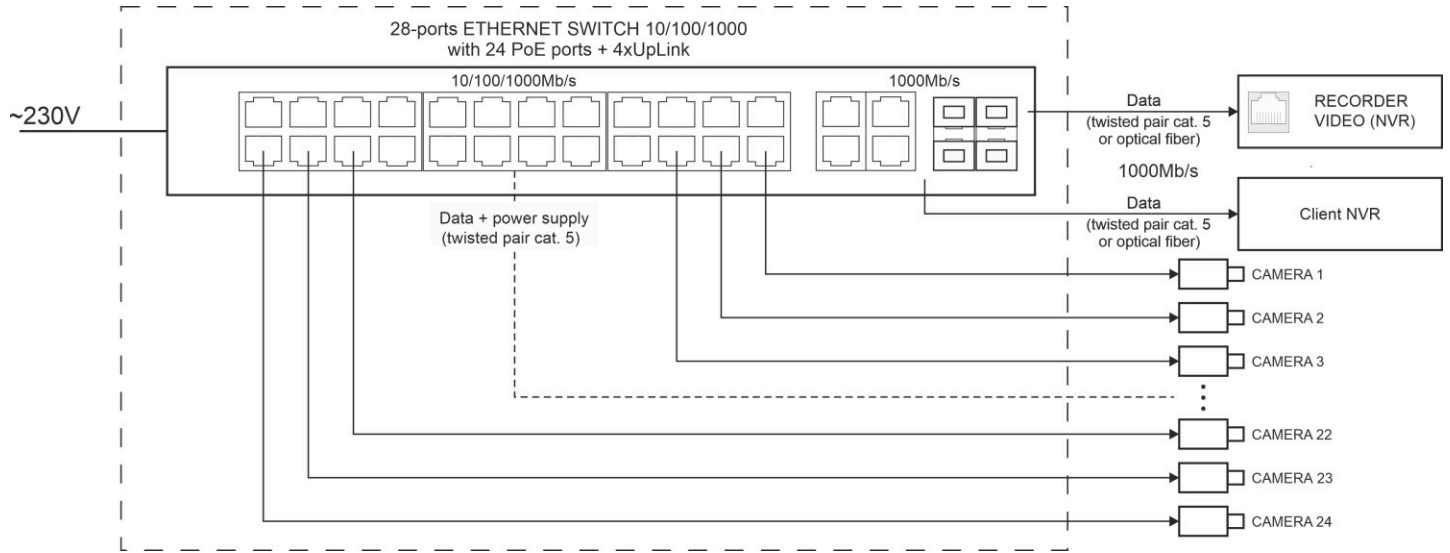 28-ports ETHERNET SWITCH 10/100/1000
with 24 PoE ports + 4xUpLink
10/100/1000Mb/s
1000Mb/s
~230V
Data
(twisted pair cat. 5
or optical fiber)
RECORDER
VIDEO (NVR)
1000Mb/s
Data + power supply
(twisted pair cat. 5)
Data
(twisted pair cat. 5
or optical fiber)
Client NVR
CAMERA 1
CAMERA 2
CAMERA 3
CAMERA 22
CAMERA 23
CAMERA 24